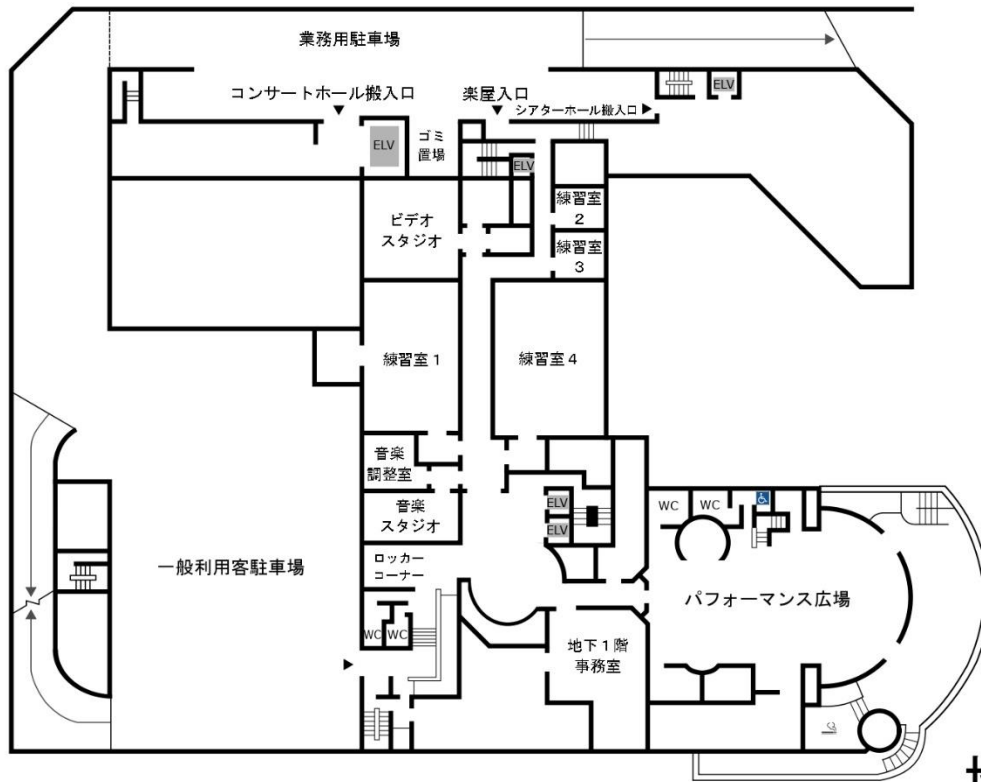 業務用駐車場
コンサートホール搬入口
楽屋入口
シアターホール搬入口
ELV
ELV
ゴミ
置場
ELV
ビデオ
スタジオ
練習室
2
練習室
3
練習室1
練習室4
音楽
調整室
音楽
スタジオ
ELV
ELV
WC
WC
ロッカー
コーナー
一般利用客駐車場
パフォーマンス広場
WC
WC
地下1階
事務室